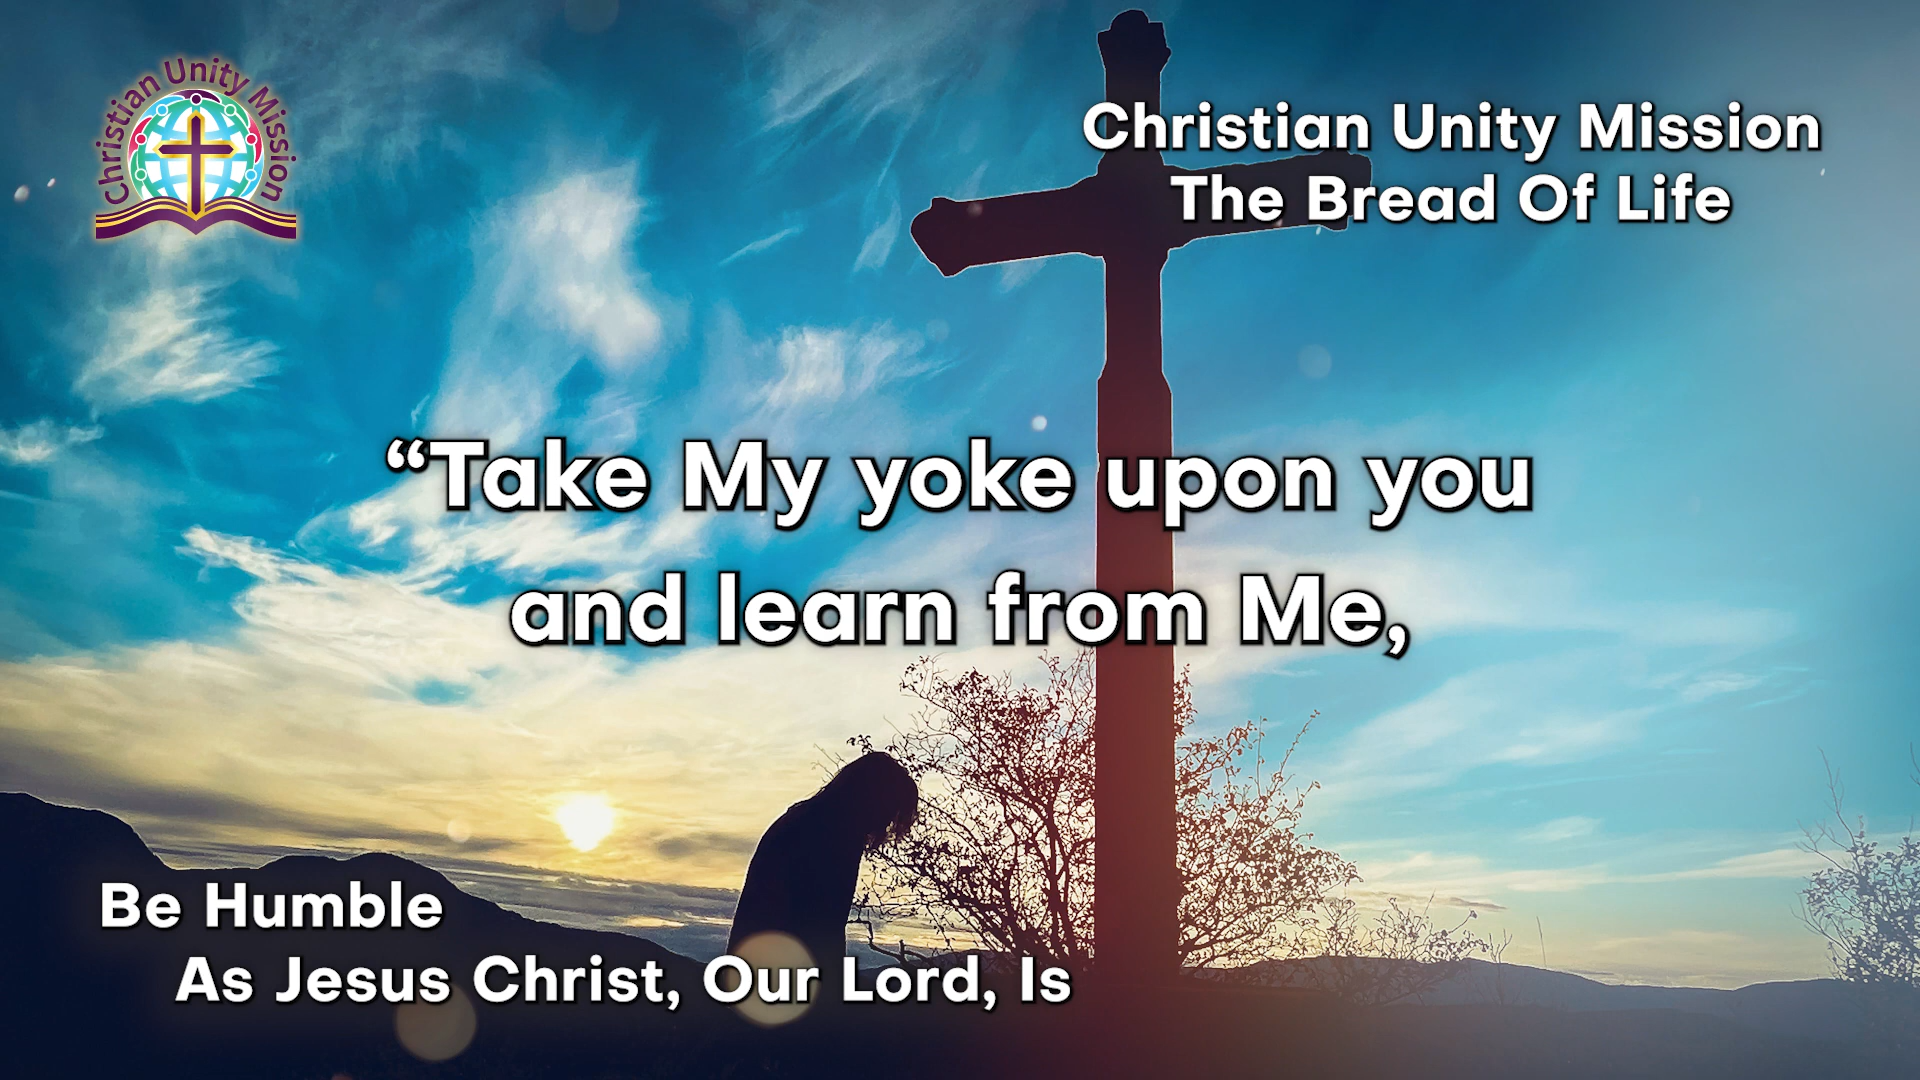 Christian Unity Mission
Christian Unity Mission
The Bread Of Life
“Take My yoke upon you
and learn from Me,
Be Humble
As Jesus Christ, Our Lord, Is